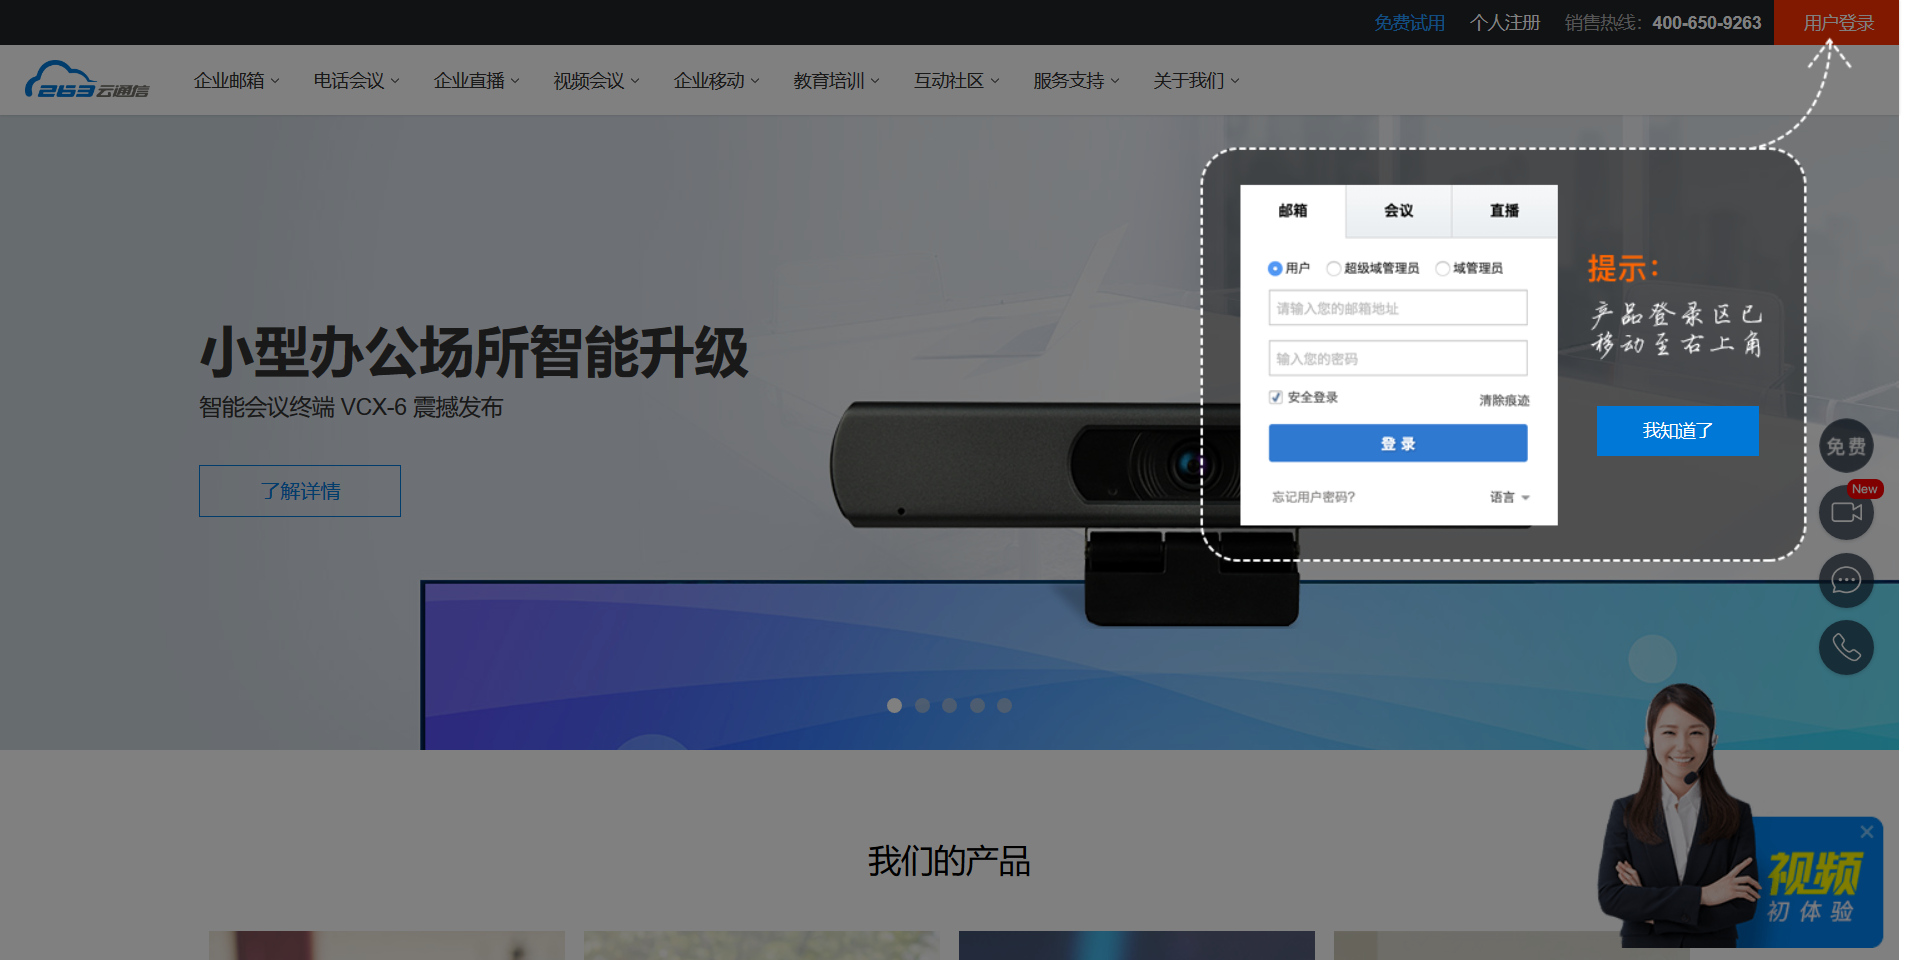 免费试用 个人注册 销售热线：400-650-9263 用户登录
263云通信 企业邮箱 电话会议 企业直播 视频会议 企业移动 教育培训 互动社区 服务支持 关于我们
邮箱 会议 直播
用户 超级域管理员 域管理员
请输入您的邮箱地址
输入您的密码
安全登录 清除痕迹
登 录
忘记用户密码? 语言
提示：
产品登录区已
移动至右上角
我知道了
小型办公场所智能升级
智能会议终端 VCX-6 震撼发布
了解详情
免费
New
视频
初体验
我们的产品